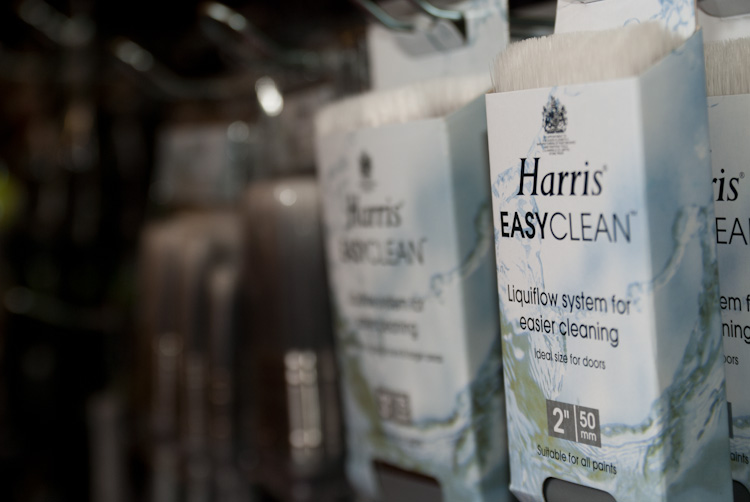 Harris®
EASYCLEAN™
Liquiflow system for
easier cleaning
Ideal size for doors
2" 50 mm
Suitable for all paints
Harris
EASYCLEAN